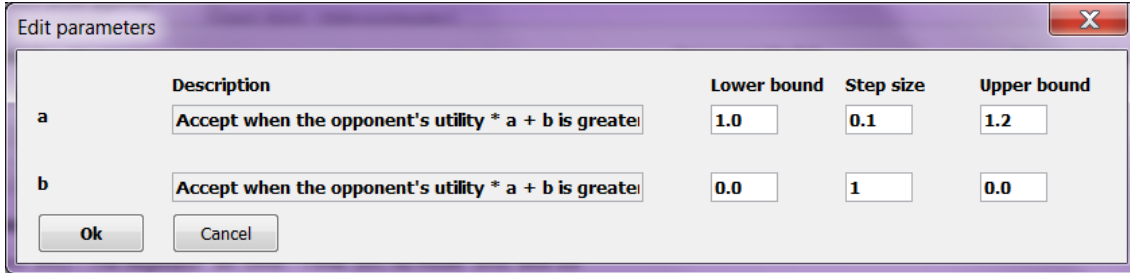 Edit parameters
Description Lower bound Step size Upper bound
a Accept when the opponent's utility * a + b is greate 1.0 0.1 1.2
b Accept when the opponent's utility * a + b is greate 0.0 1 0.0
Ok Cancel